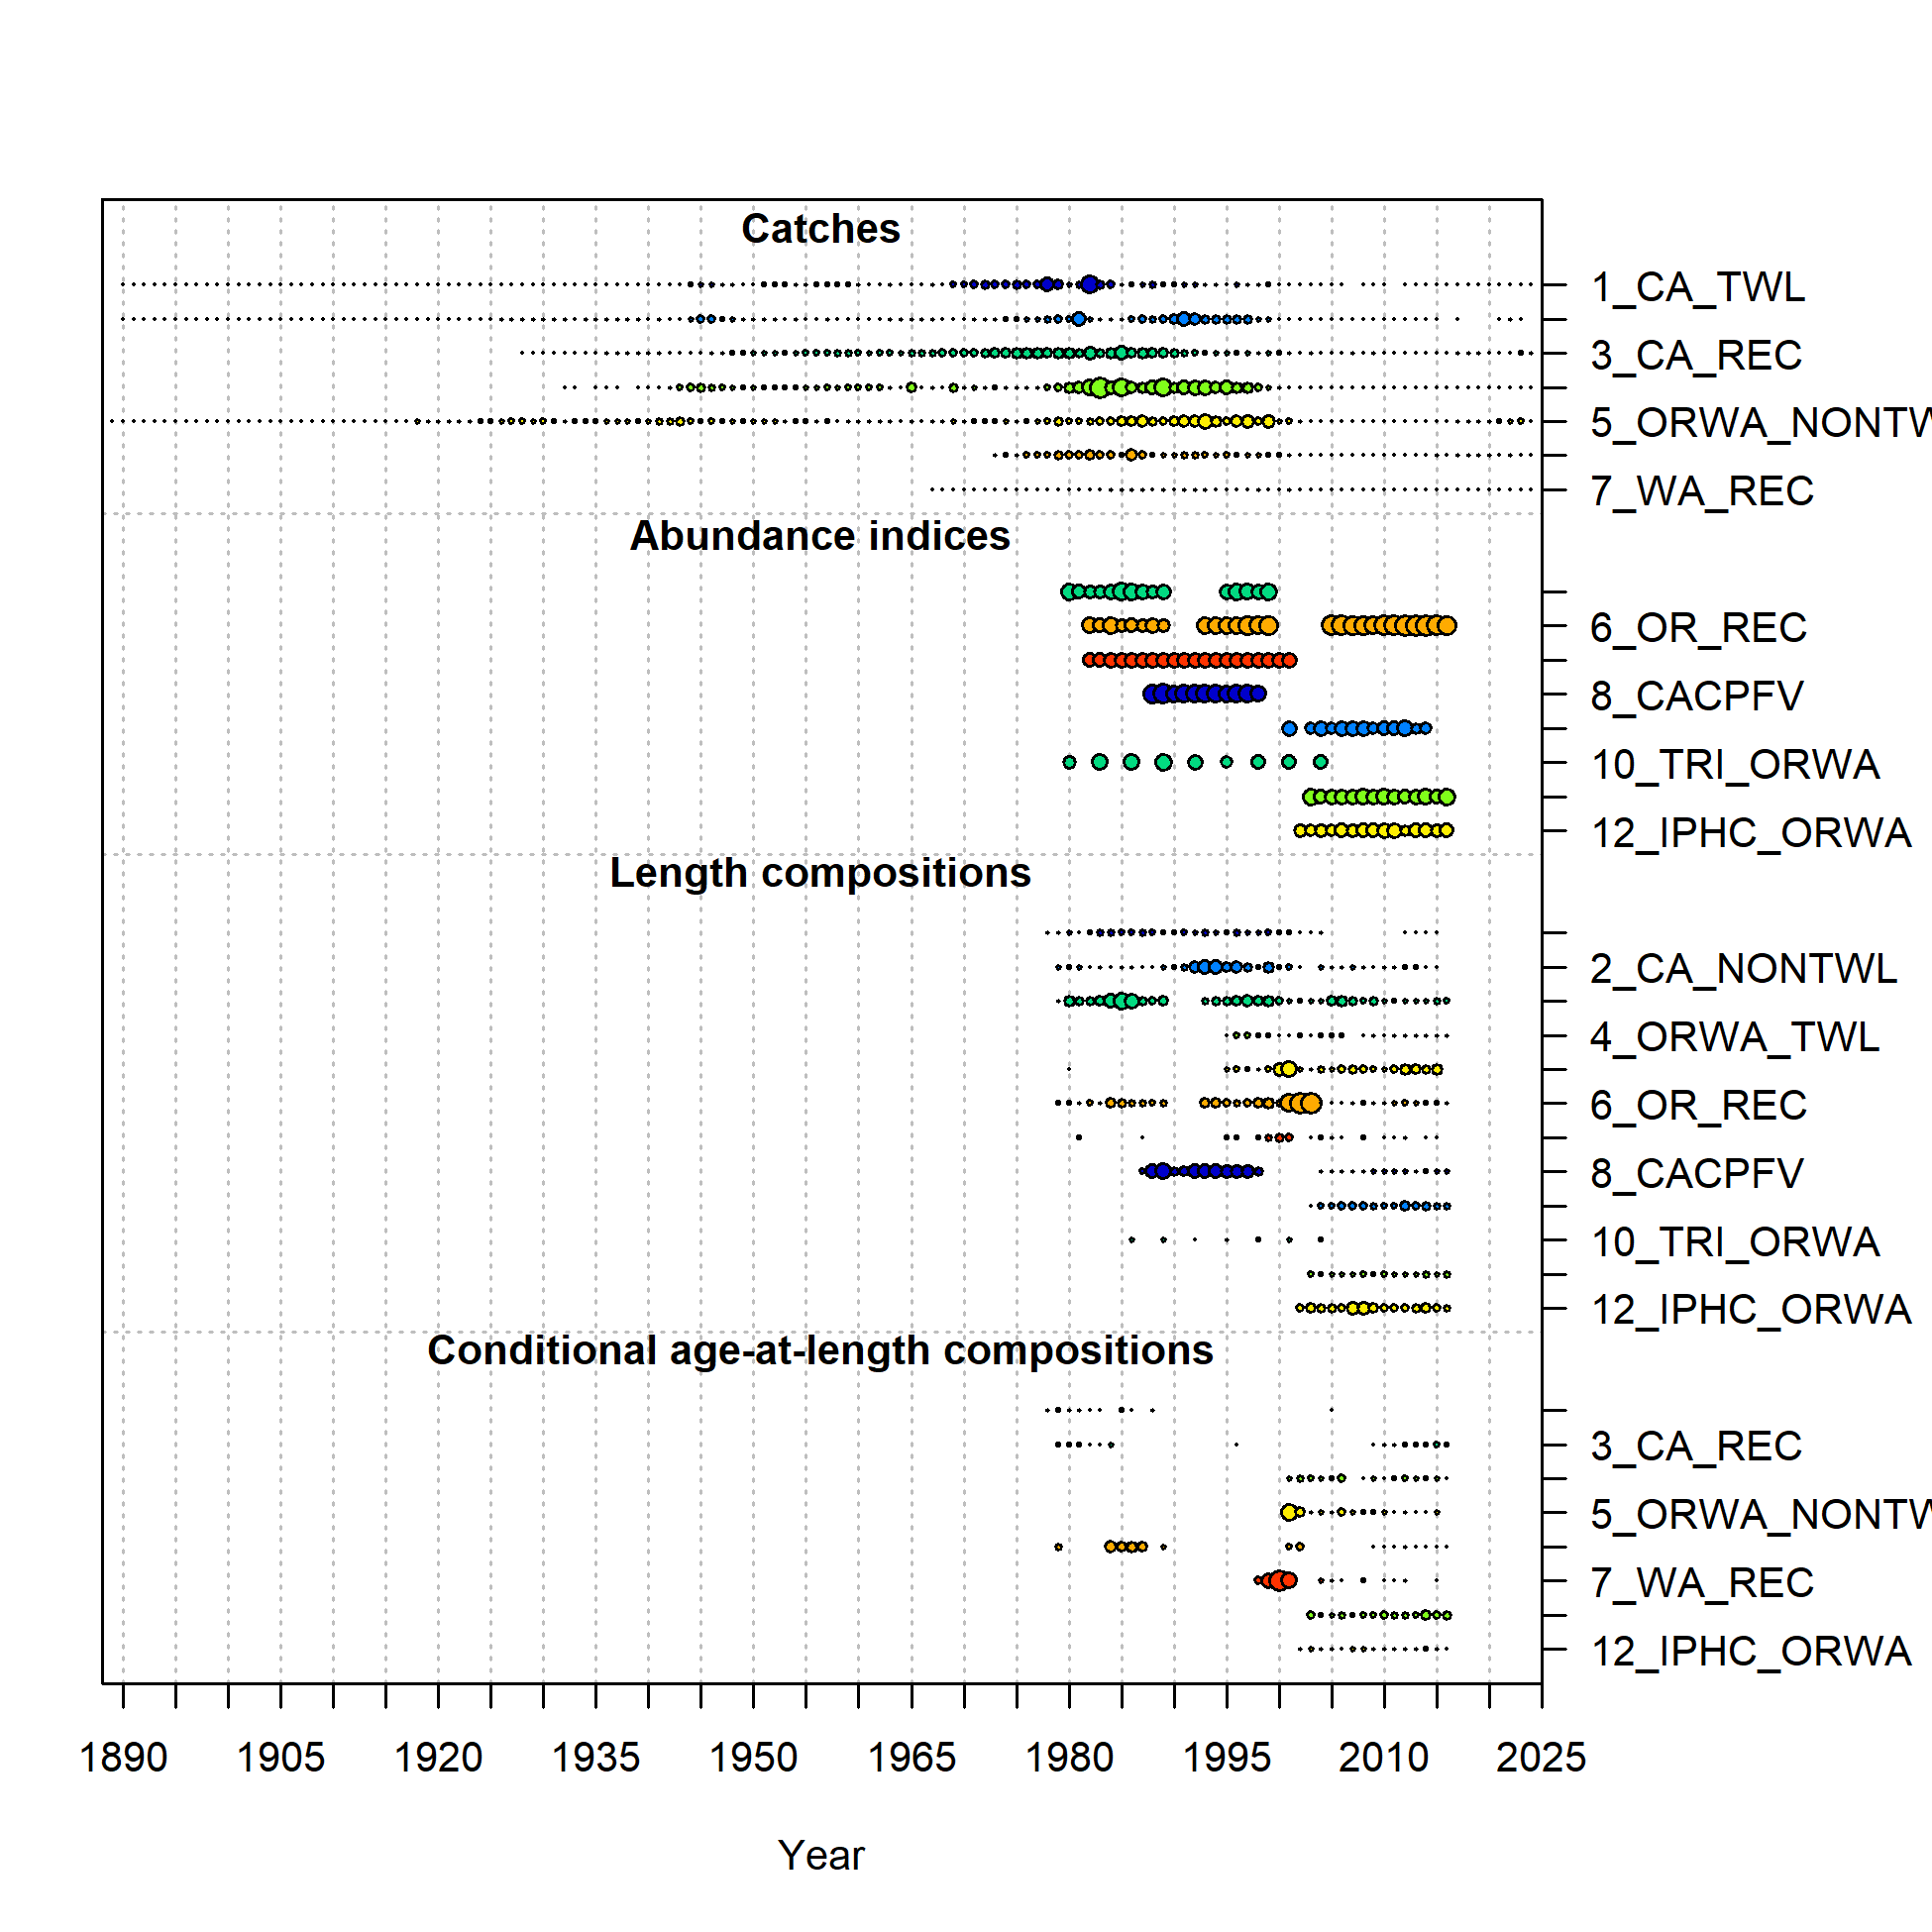 Catches
1_CA_TWL
3_CA_REC
5_ORWA_NONTW
7_WA_REC
Abundance indices
6_OR_REC
8_CACPFV
10_TRI_ORWA
12_IPHC_ORWA
Length compositions
2_CA_NONTWL
4_ORWA_TWL
6_OR_REC
8_CACPFV
10_TRI_ORWA
12_IPHC_ORWA
Conditional age-at-length compositions
3_CA_REC
5_ORWA_NONTW
7_WA_REC
12_IPHC_ORWA
1890 1905 1920 1935 1950 1965 1980 1995 2010 2025
Year